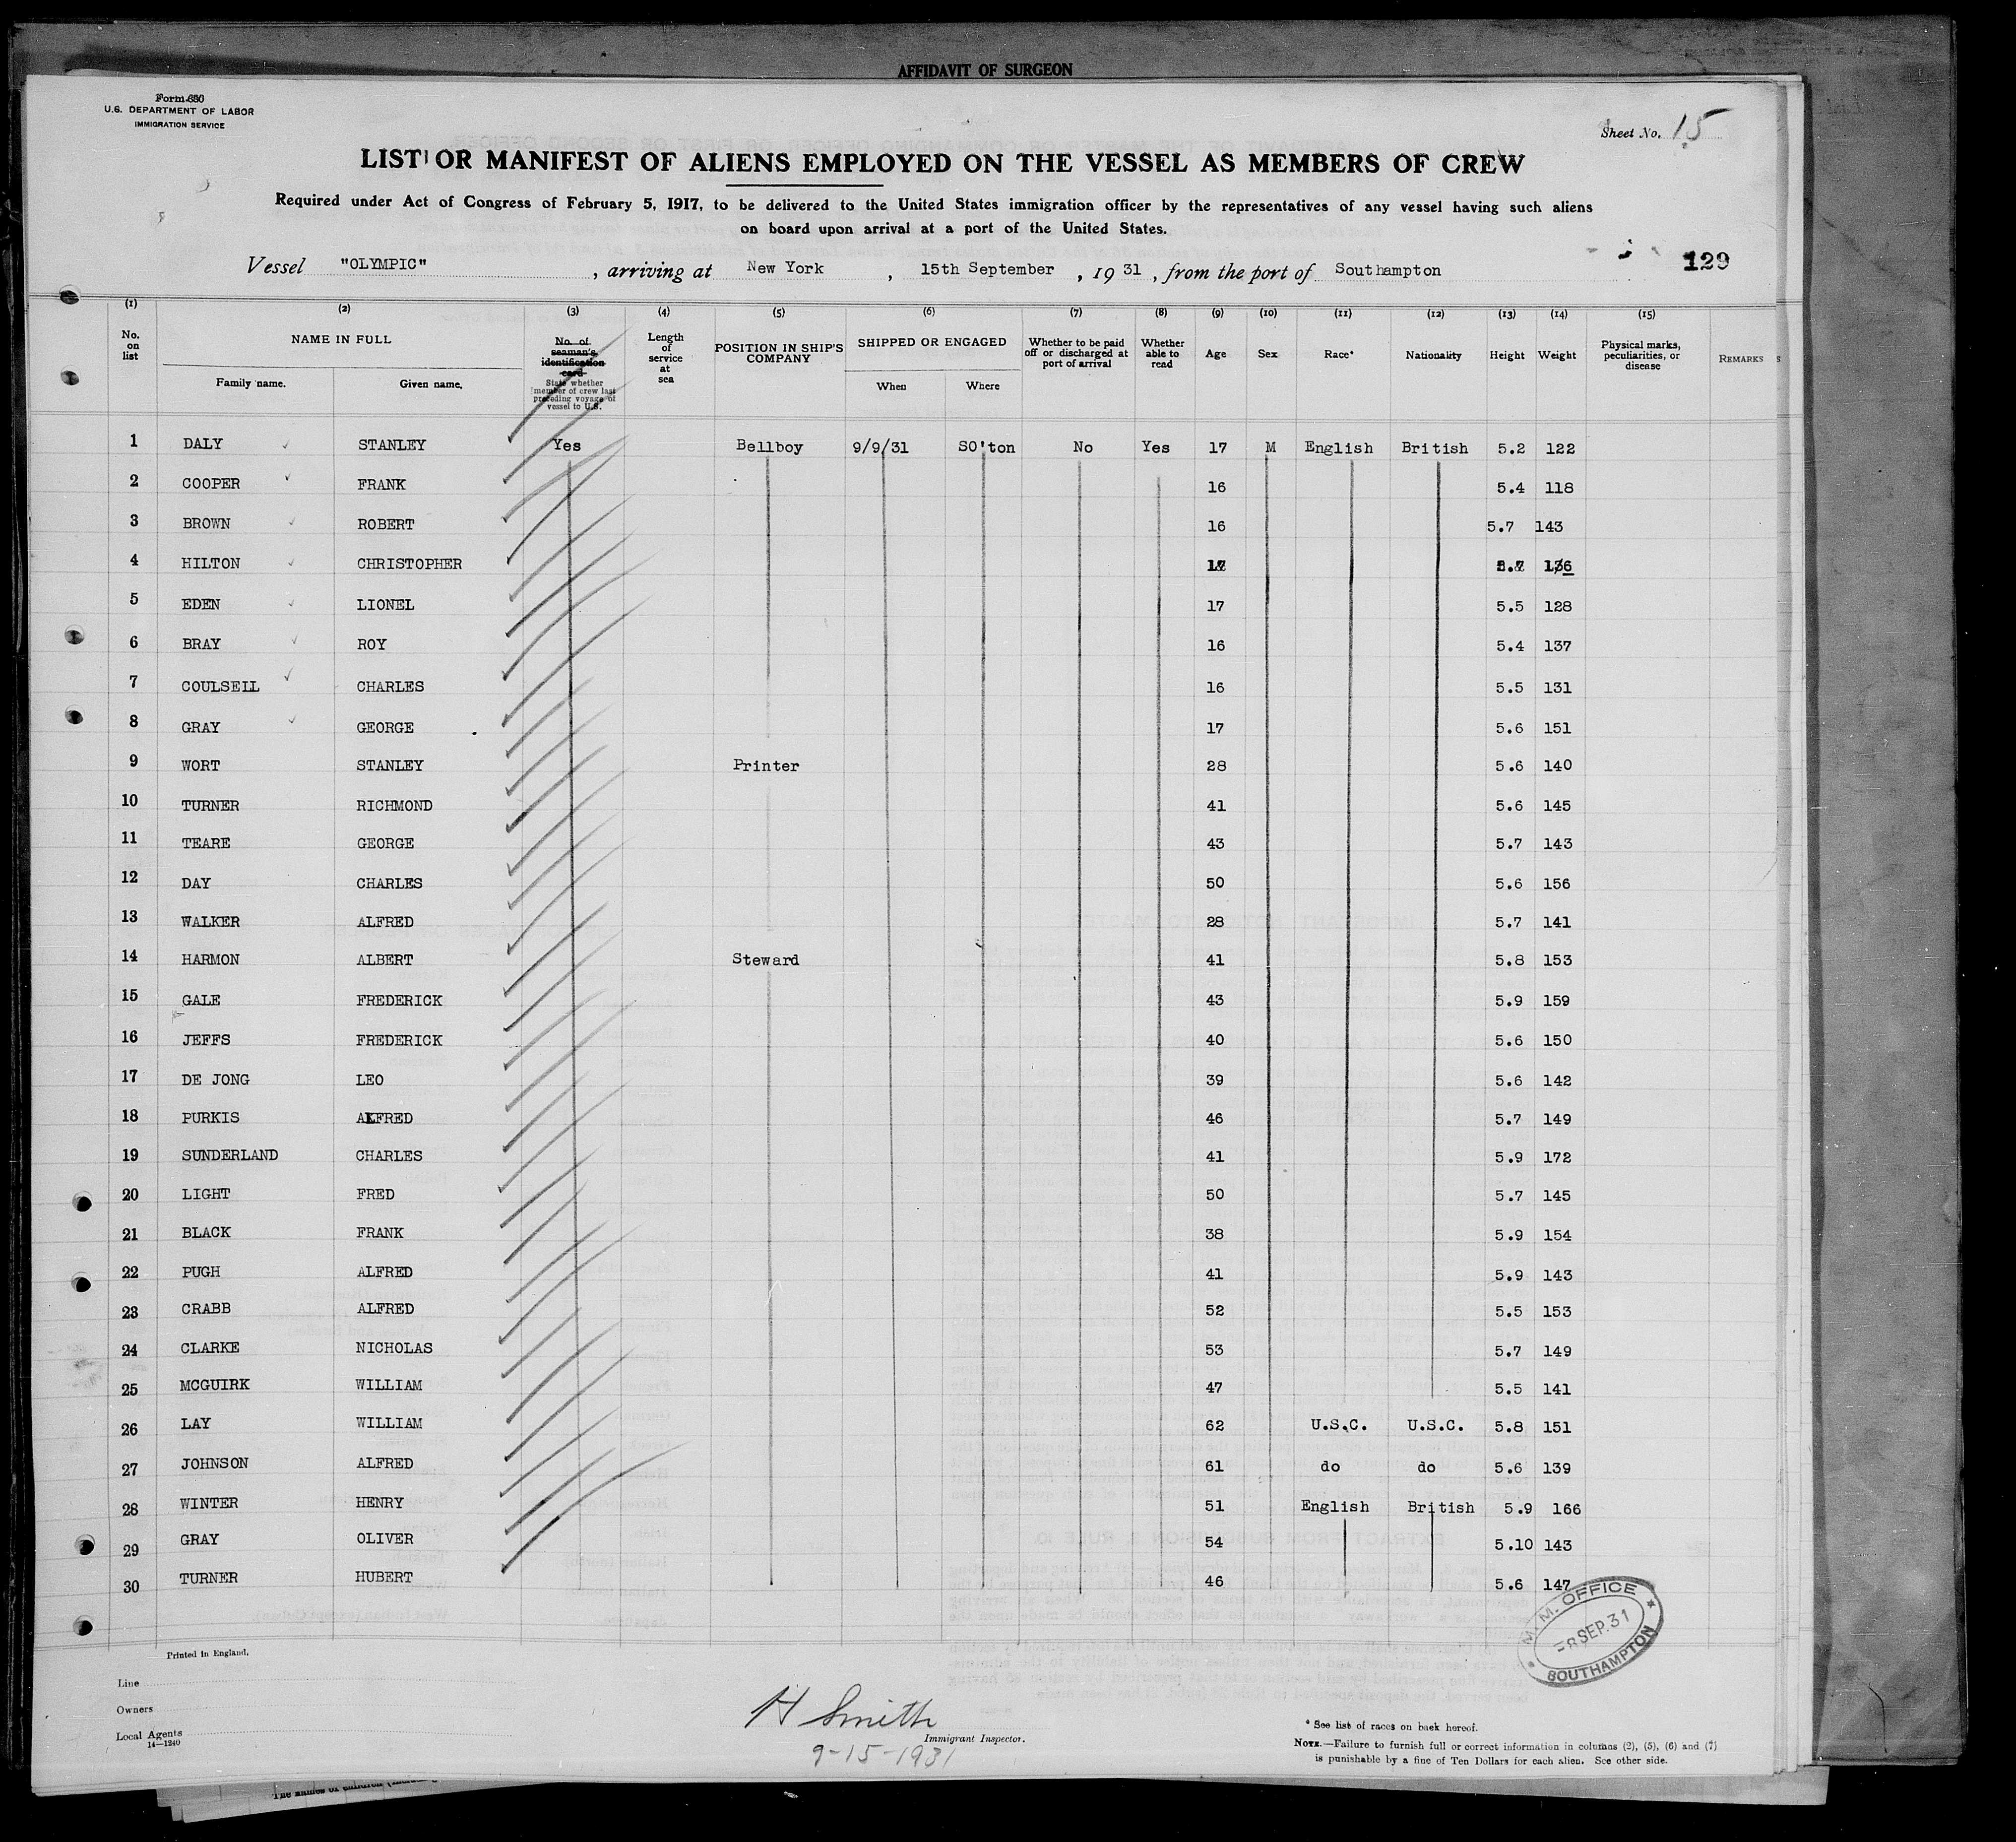 AFFIDAVIT OF SURGEON
Form 680
U.S. DEPARTMENT OF LABOR
IMMIGRATION SERVICE
Sheet No. 15
LIST OR MANIFEST OF ALIENS EMPLOYED ON THE VESSEL AS MEMBERS OF CREW
Required under Act of Congress of February 5, 1917, to be delivered to the United States immigration officer by the representatives of any vessel having such aliens
on board upon arrival at a port of the United States.
Vessel "OLYMPIC", arriving at New York, 15th September, 1931, from the port of Southampton
129
(1) (2) (3) (4) (5) (6) (7) (8) (9) (10) (11) (12) (13) (14) (15)
No. on list NAME IN FULL Family name. Given name. No. of seaman's identification card State whether member of crew last preceding voyage of vessel to U.S. Length of service at sea POSITION IN SHIP'S COMPANY SHIPPED OR ENGAGED When Where Whether to be paid off or discharged at port of arrival Whether able to read Age Sex Race* Nationality Height Weight Physical marks, peculiarities, or disease REMARKS
1 DALY STANLEY Yes Bellboy 9/9/31 SO'ton No Yes 17 M English British 5.2 122
2 COOPER FRANK 16 5.4 118
3 BROWN ROBERT 16 5.7 143
4 HILTON CHRISTOPHER 17 136
5 EDEN LIONEL 17 5.5 128
6 BRAY ROY 16 5.4 137
7 COULSELL CHARLES 16 5.5 131
8 GRAY GEORGE 17 5.6 151
9 WORT STANLEY Printer 28 5.6 140
10 TURNER RICHMOND 41 5.6 145
11 TEARE GEORGE 43 5.7 143
12 DAY CHARLES 50 5.6 156
13 WALKER ALFRED 28 5.7 141
14 HARMON ALBERT Steward 41 5.8 153
15 GALE FREDERICK 43 5.9 159
16 JEFFS FREDERICK 40 5.6 150
17 DE JONG LEO 39 5.6 142
18 PURKIS ALFRED 46 5.7 149
19 SUNDERLAND CHARLES 41 5.9 172
20 LIGHT FRED 50 5.7 145
21 BLACK FRANK 38 5.9 154
22 PUGH ALFRED 41 5.9 143
23 CRABB ALFRED 52 5.5 153
24 CLARKE NICHOLAS 53 5.7 149
25 MCGUIRK WILLIAM 47 5.5 141
26 LAY WILLIAM 62 U.S.C. U.S.C. 5.8 151
27 JOHNSON ALFRED 61 do do 5.6 139
28 WINTER HENRY 51 English British 5.9 166
29 GRAY OLIVER 54 5.10 143
30 TURNER HUBERT 46 5.6 147
M. M. OFFICE
8 SEP. 31
SOUTHAMPTON
Printed in England.
Line
Owners
Local Agents
14—1240
H Smith
Immigrant Inspector.
9-15-1931
* See list of races on back hereof.
NOTE.—Failure to furnish full or correct information in columns (2), (5), (6) and (7)
is punishable by a fine of Ten Dollars for each alien. See other side.